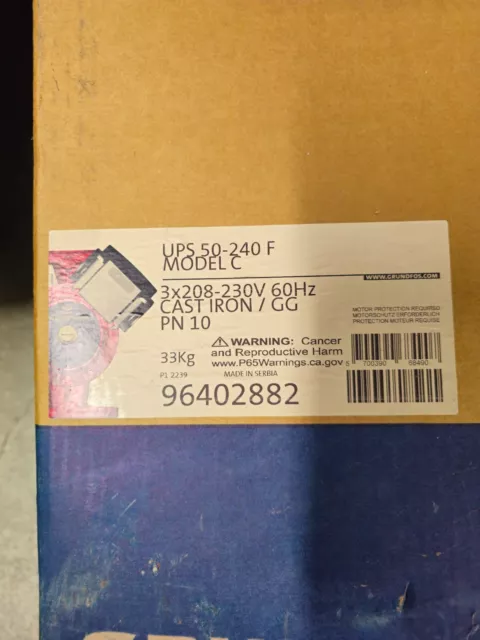 UPS 50-240 F
MODEL C
WWW.GRUNDFOS.COM
3x208-230V 60Hz
CAST IRON / GG
PN 10
MOTOR PROTECTION REQUIRED
MOTORSCHUTZ ERFORDERLICH
PROTECTION MOTEUR REQUISE
33Kg
⚠WARNING: Cancer
and Reproductive Harm
www.P65Warnings.ca.gov
P1 2239
MADE IN SERBIA
96402882